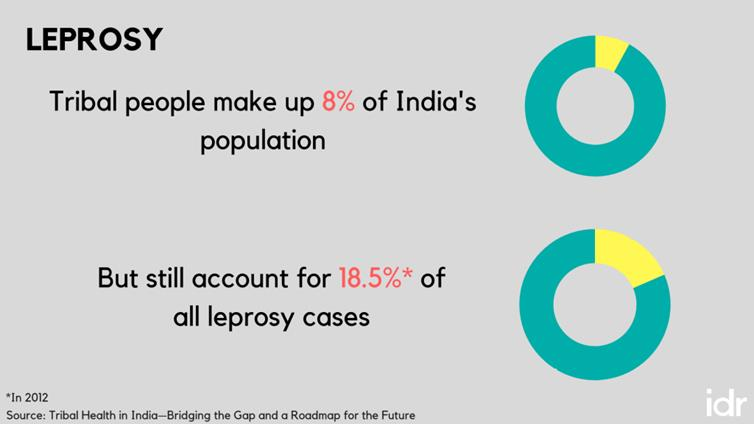 LEPROSY
Tribal people make up 8% of India's
population
But still account for 18.5%* of
all leprosy cases
*In 2012
Source: Tribal Health in India—Bridging the Gap and a Roadmap for the Future
idr